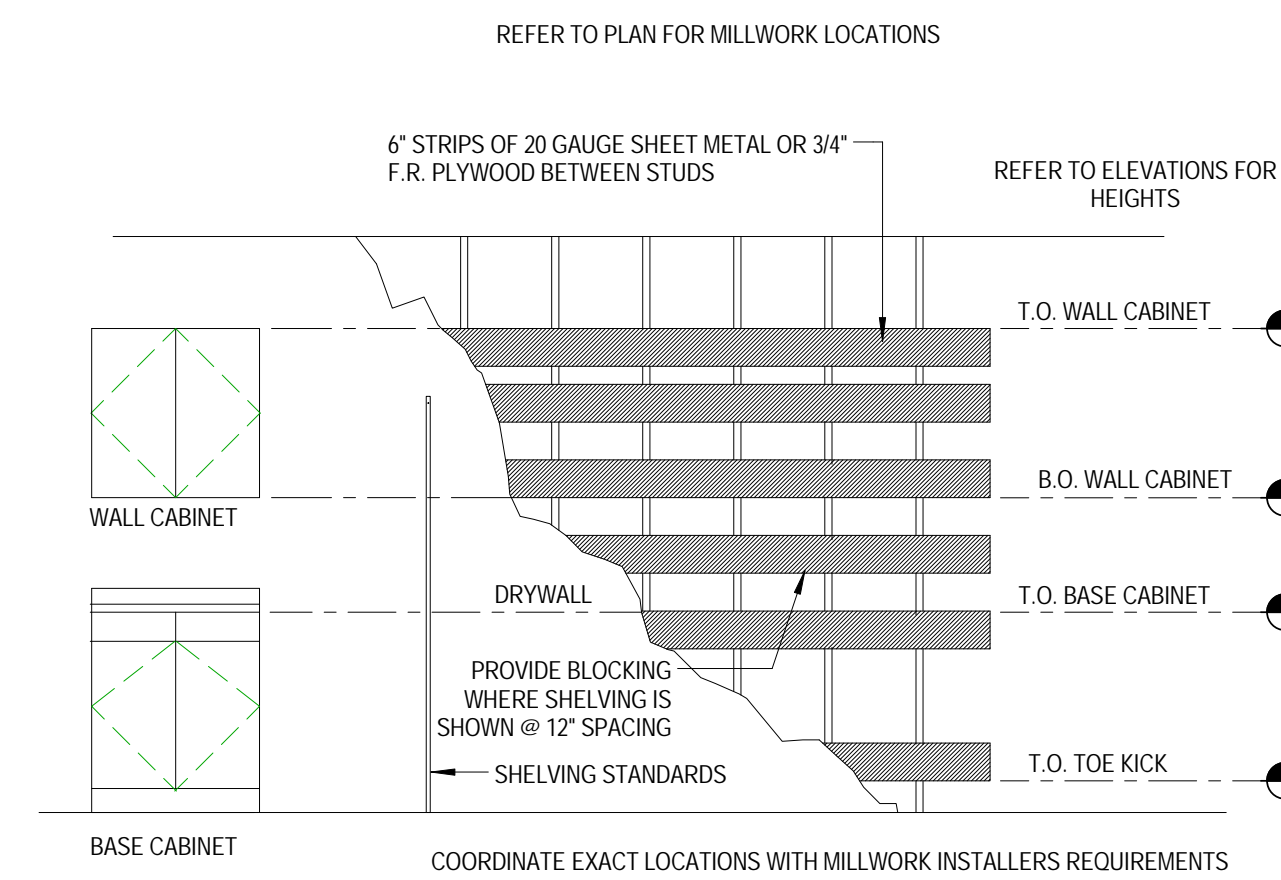 REFER TO PLAN FOR MILLWORK LOCATIONS
6" STRIPS OF 20 GAUGE SHEET METAL OR 3/4"
F.R. PLYWOOD BETWEEN STUDS
REFER TO ELEVATIONS FOR
HEIGHTS
T.O. WALL CABINET
B.O. WALL CABINET
WALL CABINET
DRYWALL
T.O. BASE CABINET
PROVIDE BLOCKING
WHERE SHELVING IS
SHOWN @ 12" SPACING
SHELVING STANDARDS
T.O. TOE KICK
BASE CABINET
COORDINATE EXACT LOCATIONS WITH MILLWORK INSTALLERS REQUIREMENTS